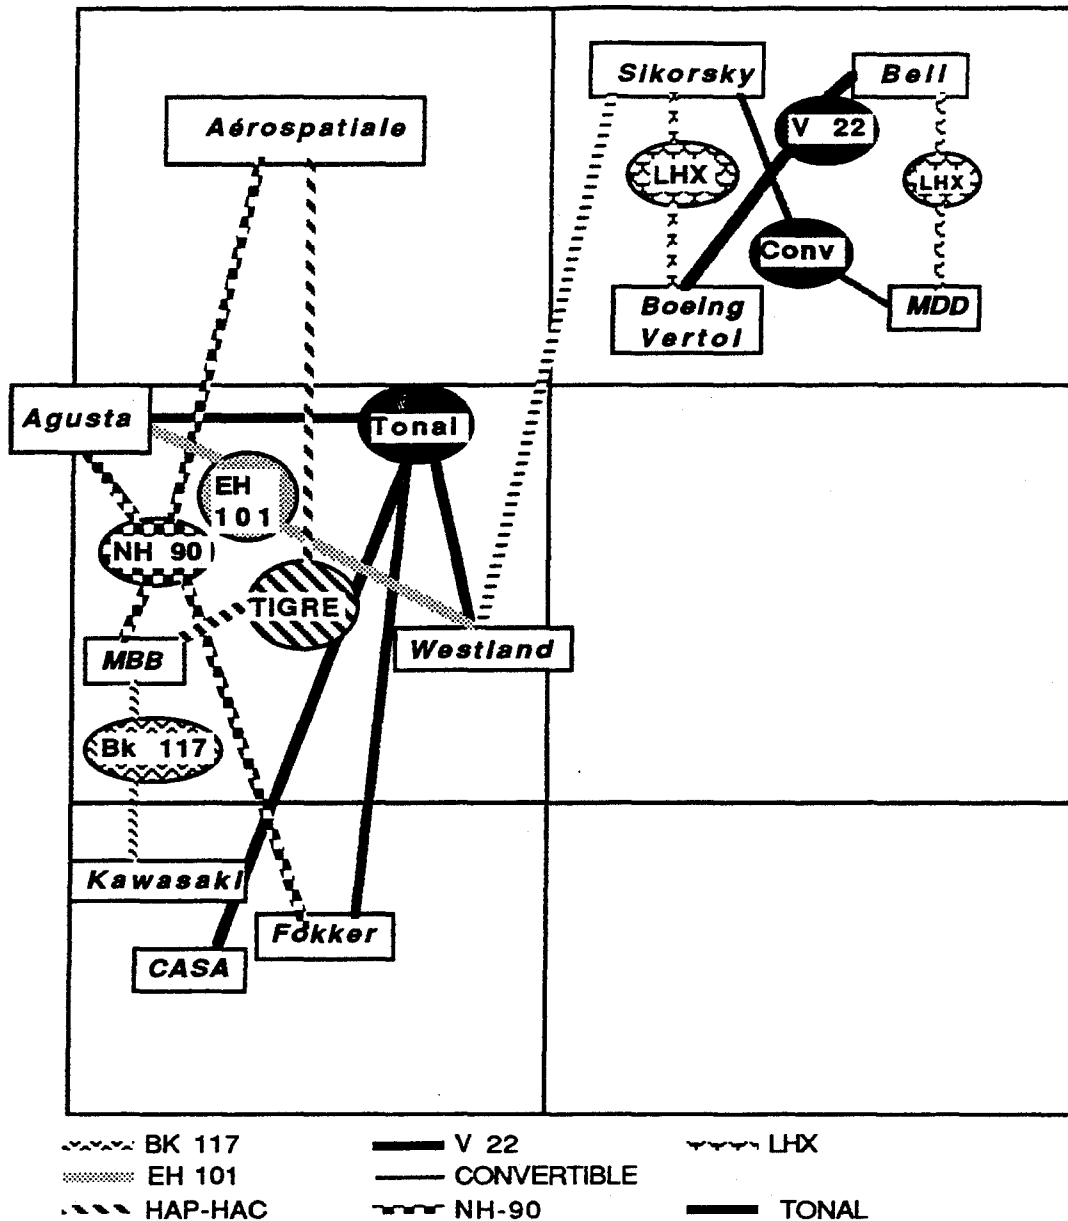 Sikorsky
Bell
Aérospatiale
V 22
LHX
LHX
Conv
Boeing
Vertol
MDD
Agusta
Tonal
EH
101
NH 90
TIGRE
MBB
Westland
Bk 117
Kawasaki
Fokker
CASA
BK 117
V 22
LHX
EH 101
CONVERTIBLE
HAP-HAC
NH-90
TONAL